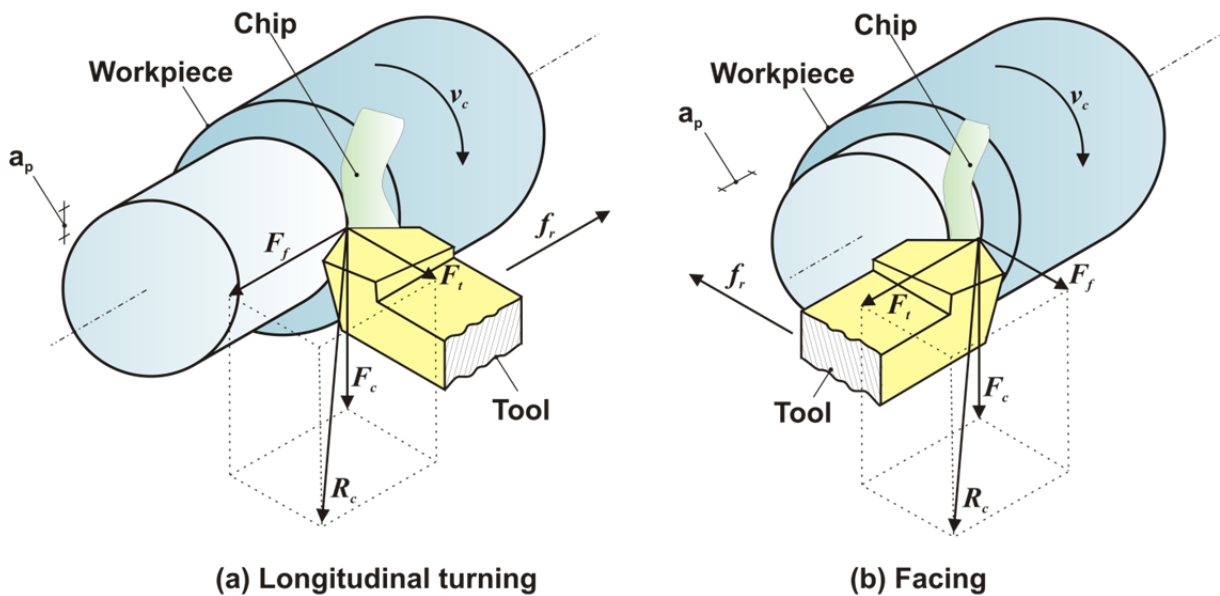 Chip
Workpiece
v_c
a_p
f_r
F_f
F_t
F_c
Tool
R_c
(a) Longitudinal turning
Chip
Workpiece
v_c
a_p
f_r
F_f
F_t
F_c
Tool
R_c
(b) Facing